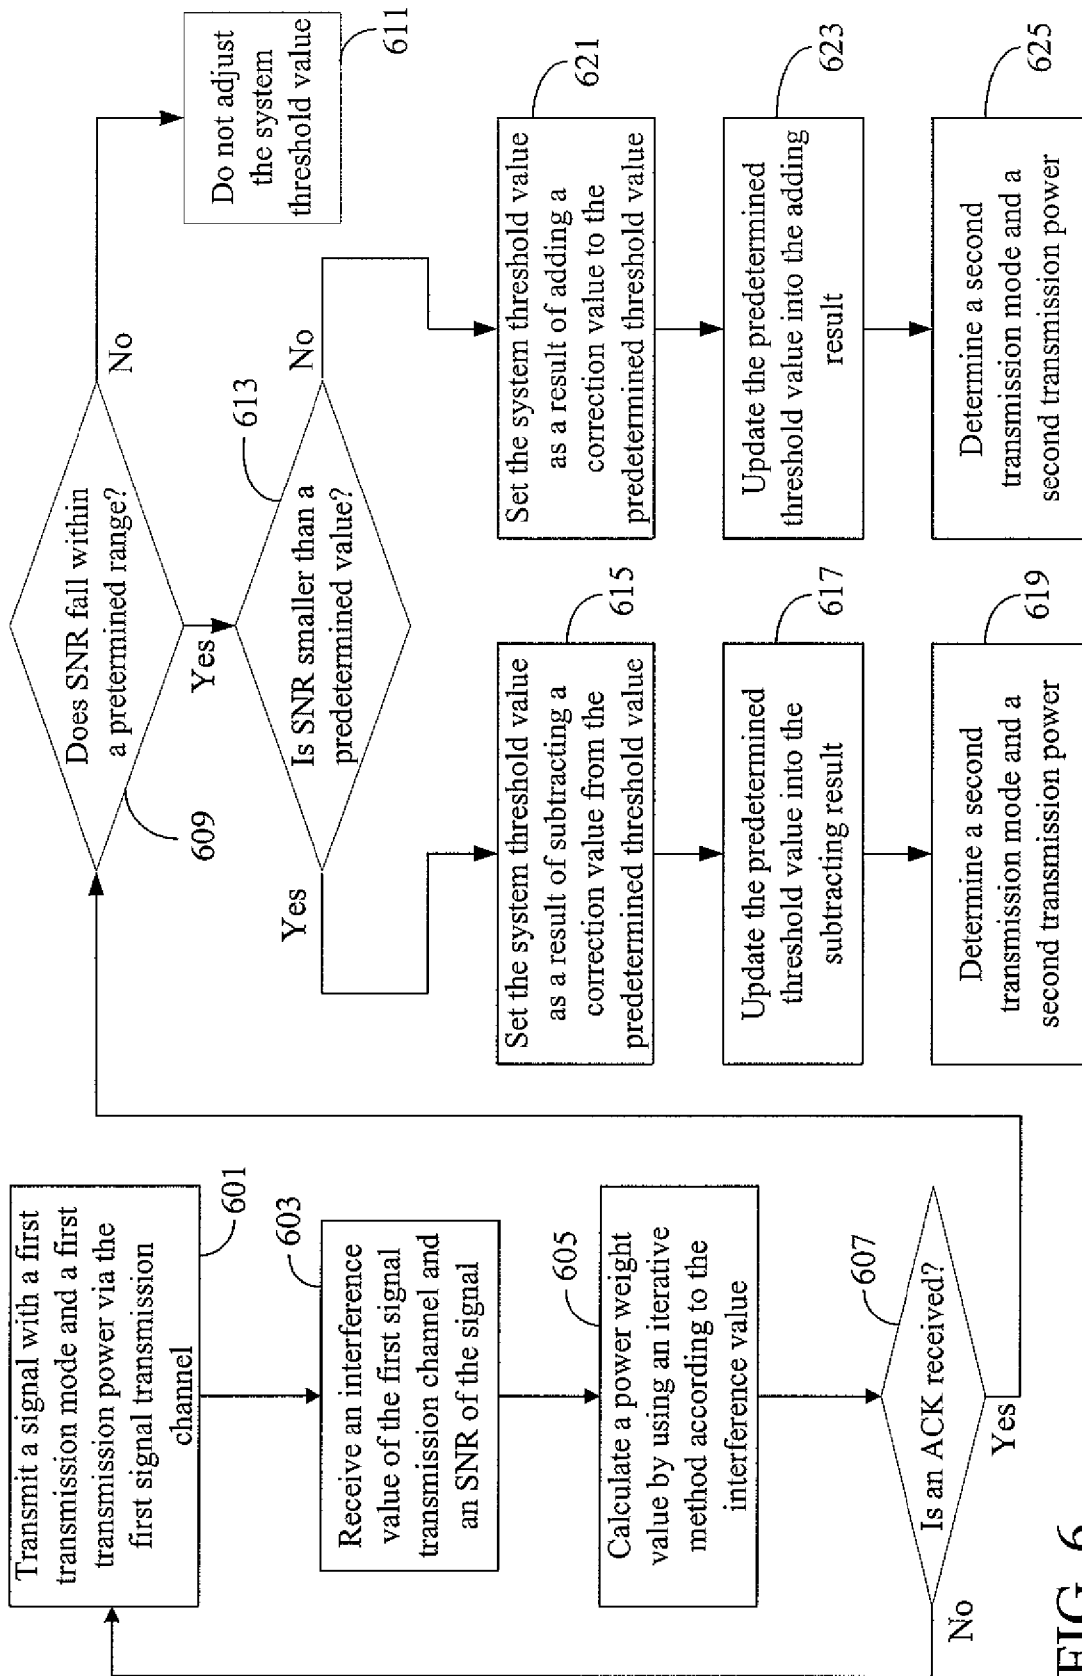 Transmit a signal with a first
transmission mode and a first
transmission power via the
first signal transmission
channel
601
Receive an interference
value of the first signal
transmission channel and
an SNR of the signal
603
Calculate a power weight
value by using an iterative
method according to the
interference value
605
Is an ACK received?
607
No
Yes
Does SNR fall within
a pretermined range?
609
No
Yes
Do not adjust
the system
threshold value
611
Is SNR smaller than a
predetermined value?
613
Yes
No
Set the system threshold value
as a result of subtracting a
correction value from the
predetermined threshold value
615
Update the predetermined
threshold value into the
subtracting result
617
Determine a second
transmission mode and a
second transmission power
619
Set the system threshold value
as a result of adding a
correction value to the
predetermined threshold value
621
Update the predetermined
threshold value into the adding
result
623
Determine a second
transmission mode and a
second transmission power
625
FIG. 6